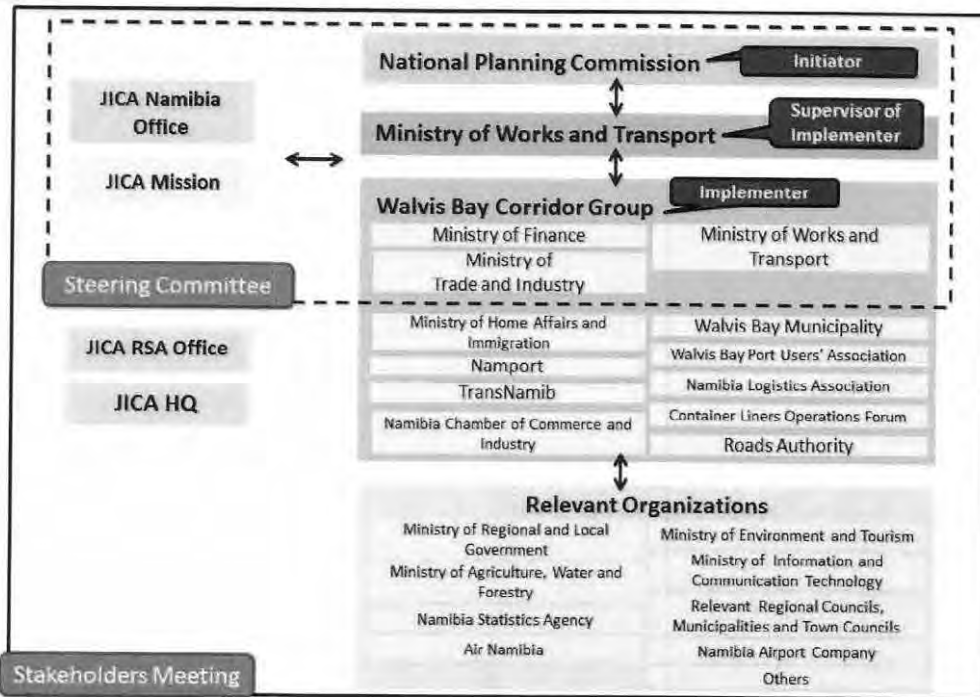 National Planning Commission
Initiator
JICA Namibia
Office
JICA Mission
Supervisor of
Implementer
Ministry of Works and Transport
Implementer
Walvis Bay Corridor Group
Ministry of Finance
Ministry of
Trade and Industry
Ministry of Works and
Transport
Steering Committee
JICA RSA Office
JICA HQ
Ministry of Home Affairs and
Immigration
Namport
TransNamib
Namibia Chamber of Commerce and
Industry
Walvis Bay Municipality
Walvis Bay Port Users' Association
Namibia Logistics Association
Container Liners Operations Forum
Roads Authority
Relevant Organizations
Ministry of Regional and Local
Government
Ministry of Agriculture, Water and
Forestry
Namibia Statistics Agency
Air Namibia
Ministry of Environment and Tourism
Ministry of Information and
Communication Technology
Relevant Regional Councils,
Municipalities and Town Councils
Namibia Airport Company
Others
Stakeholders Meeting